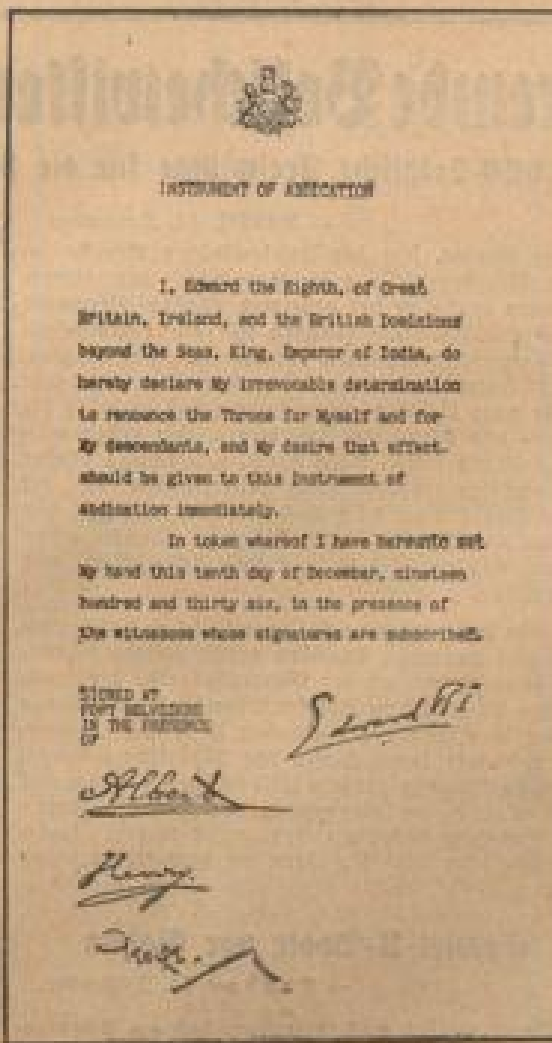 INSTRUMENT OF ABDICATION
I, Edward the Eighth, of Great
Britain, Ireland, and the British Dominions
beyond the Seas, King, Emperor of India, do
hereby declare My irrevocable determination
to renounce the Throne for Myself and for
My descendants, and My desire that effect
should be given to this Instrument of
Abdication immediately.
In token whereof I have hereunto set
My hand this tenth day of December, nineteen
hundred and thirty six, in the presence of
the witnesses whose signatures are subscribed.
SIGNED AT
FORT BELVEDERE
IN THE PRESENCE
OF
Edward RI
Albert
Henry.
George.